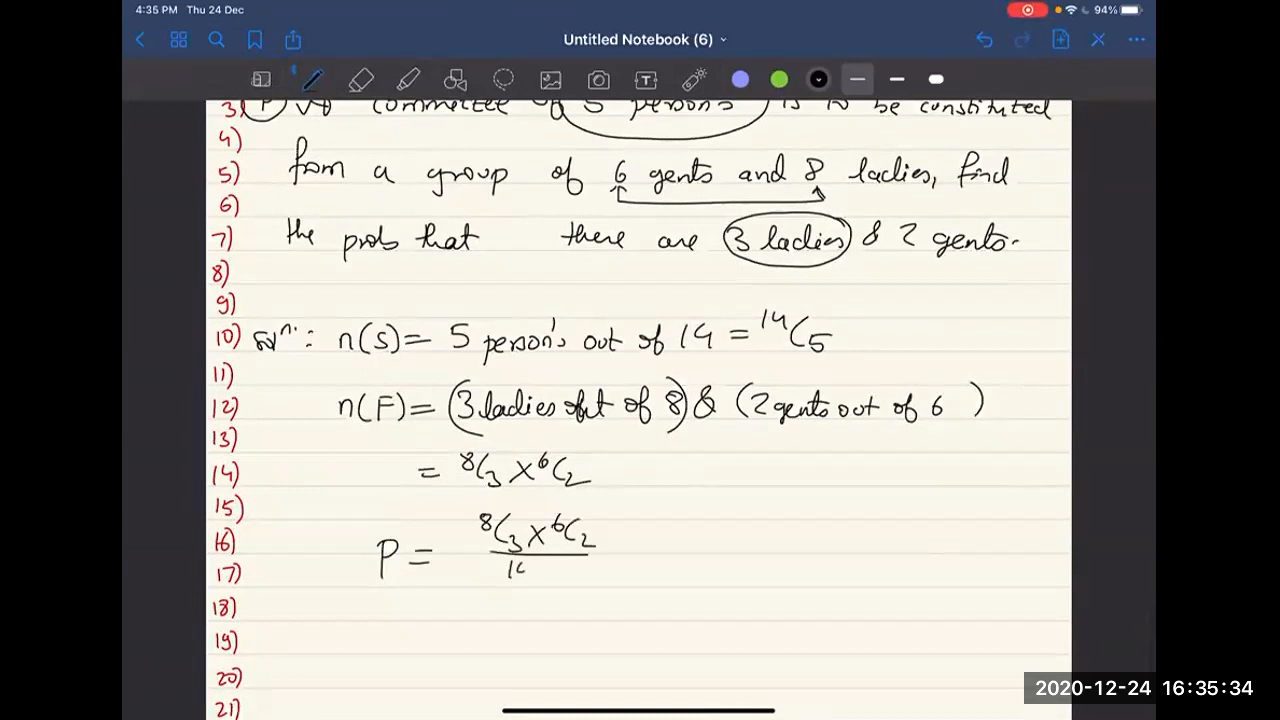 4:35 PM Thu 24 Dec
94%
Untitled Notebook (6)
3) P) A committee of 5 person's is to be constituted
4)
5) from a group of 6 gents and 8 ladies, find
6)
7) the prob that there are 3 ladies & 2 gents.
8)
9)
10) Solⁿ: n(S) = 5 person's out of 14 = ¹⁴C₅
11)
12) n(F) = (3 ladies out of 8) & (2 gents out of 6 )
13)
14) = ⁸C₃ X ⁶C₂
15)
16) P = ⁸C₃ X ⁶C₂
17) 14
18)
19)
20)
21)
2020-12-24 16:35:34